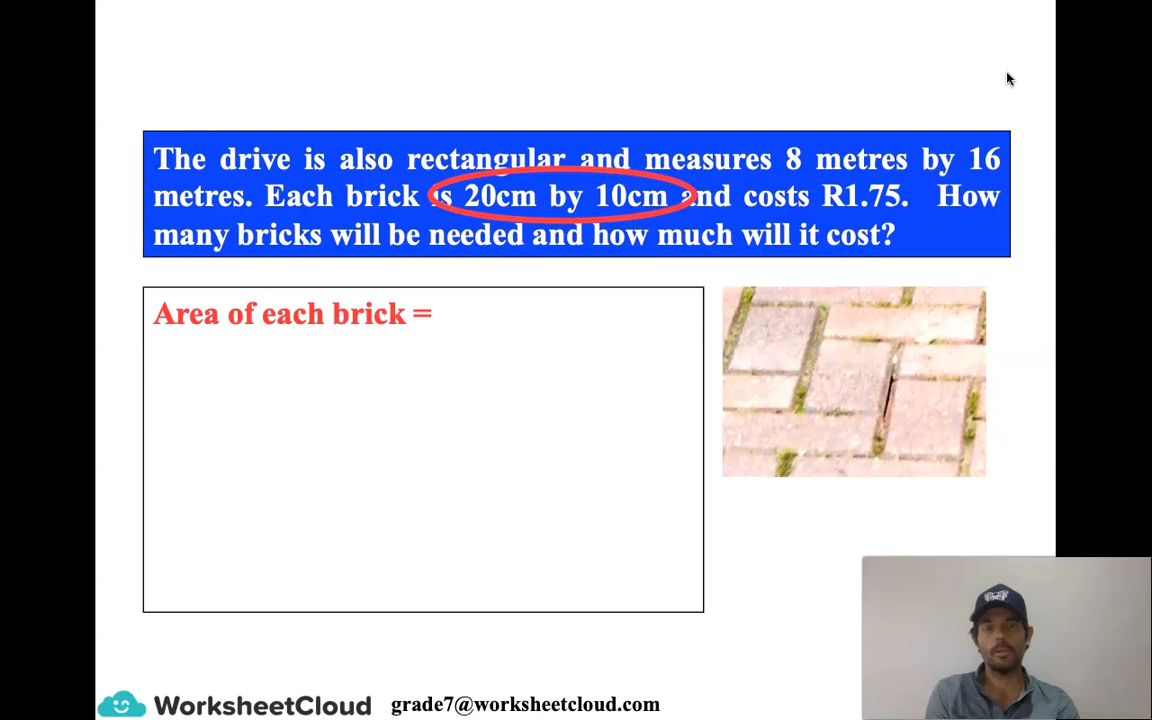 The drive is also rectangular and measures 8 metres by 16
metres. Each brick is 20cm by 10cm and costs R1.75. How
many bricks will be needed and how much will it cost?
Area of each brick =
WorksheetCloud grade7@worksheetcloud.com